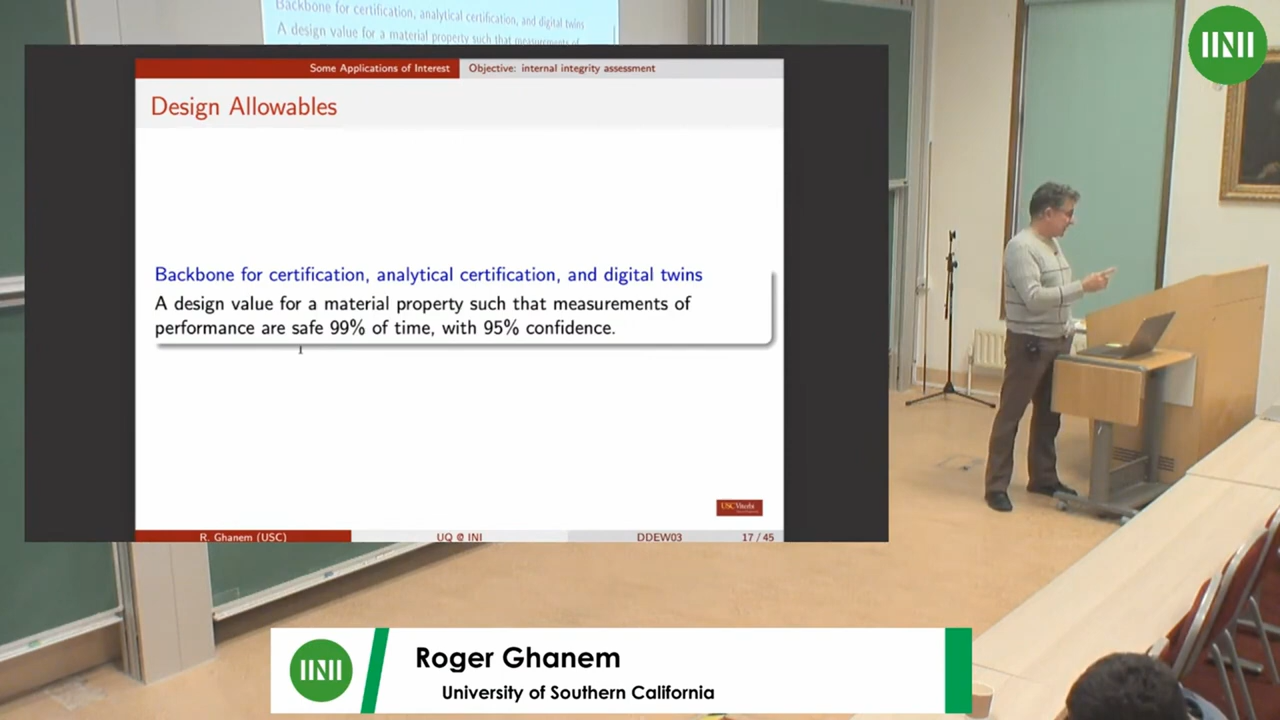 Backbone for certification, analytical certification, and digital twins
A design value for a material property such that measurements of
INI
Some Applications of Interest
Objective: internal integrity assessment
Design Allowables
Backbone for certification, analytical certification, and digital twins
A design value for a material property such that measurements of
performance are safe 99% of time, with 95% confidence.
USC Viterbi
R. Ghanem (USC)
UQ @ INI
DDEW03
17 / 45
INI
Roger Ghanem
University of Southern California